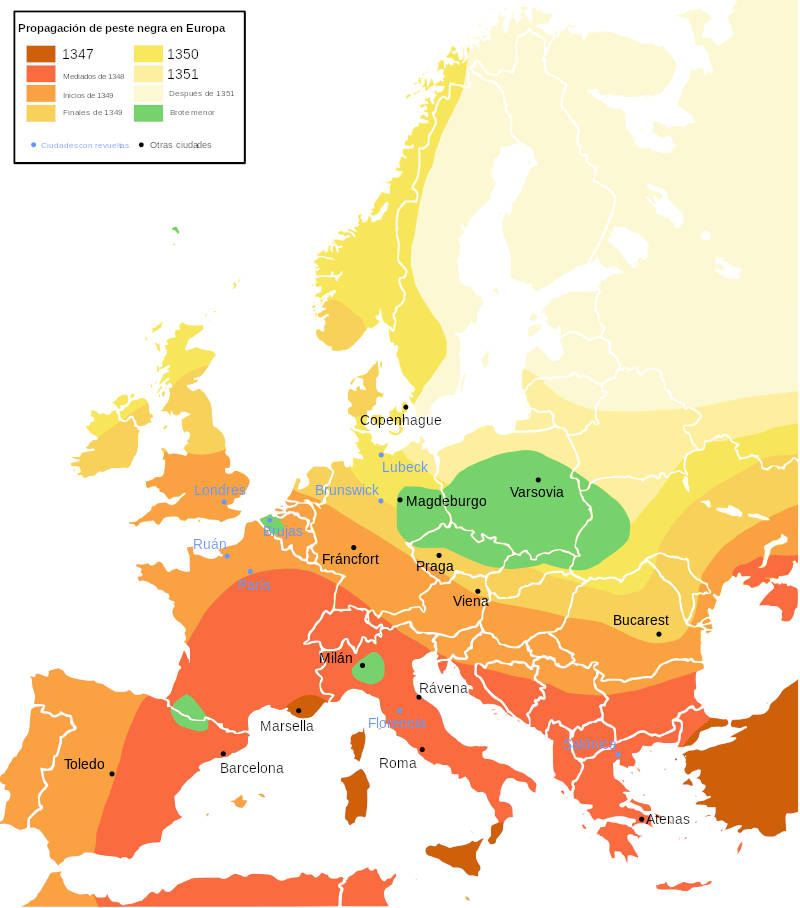 Propagación de peste negra en Europa
1347
Mediados de 1348
Inicios de 1349
Finales de 1349
1350
1351
Después de 1351
Brote menor
Ciudades con revueltas
Otras ciudades
Copenhague
Lubeck
Londres
Brunswick
Magdeburgo
Varsovia
Brujas
Ruán
Fráncfort
Praga
París
Viena
Bucarest
Milán
Rávena
Marsella
Florencia
Toledo
Barcelona
Roma
Atenas